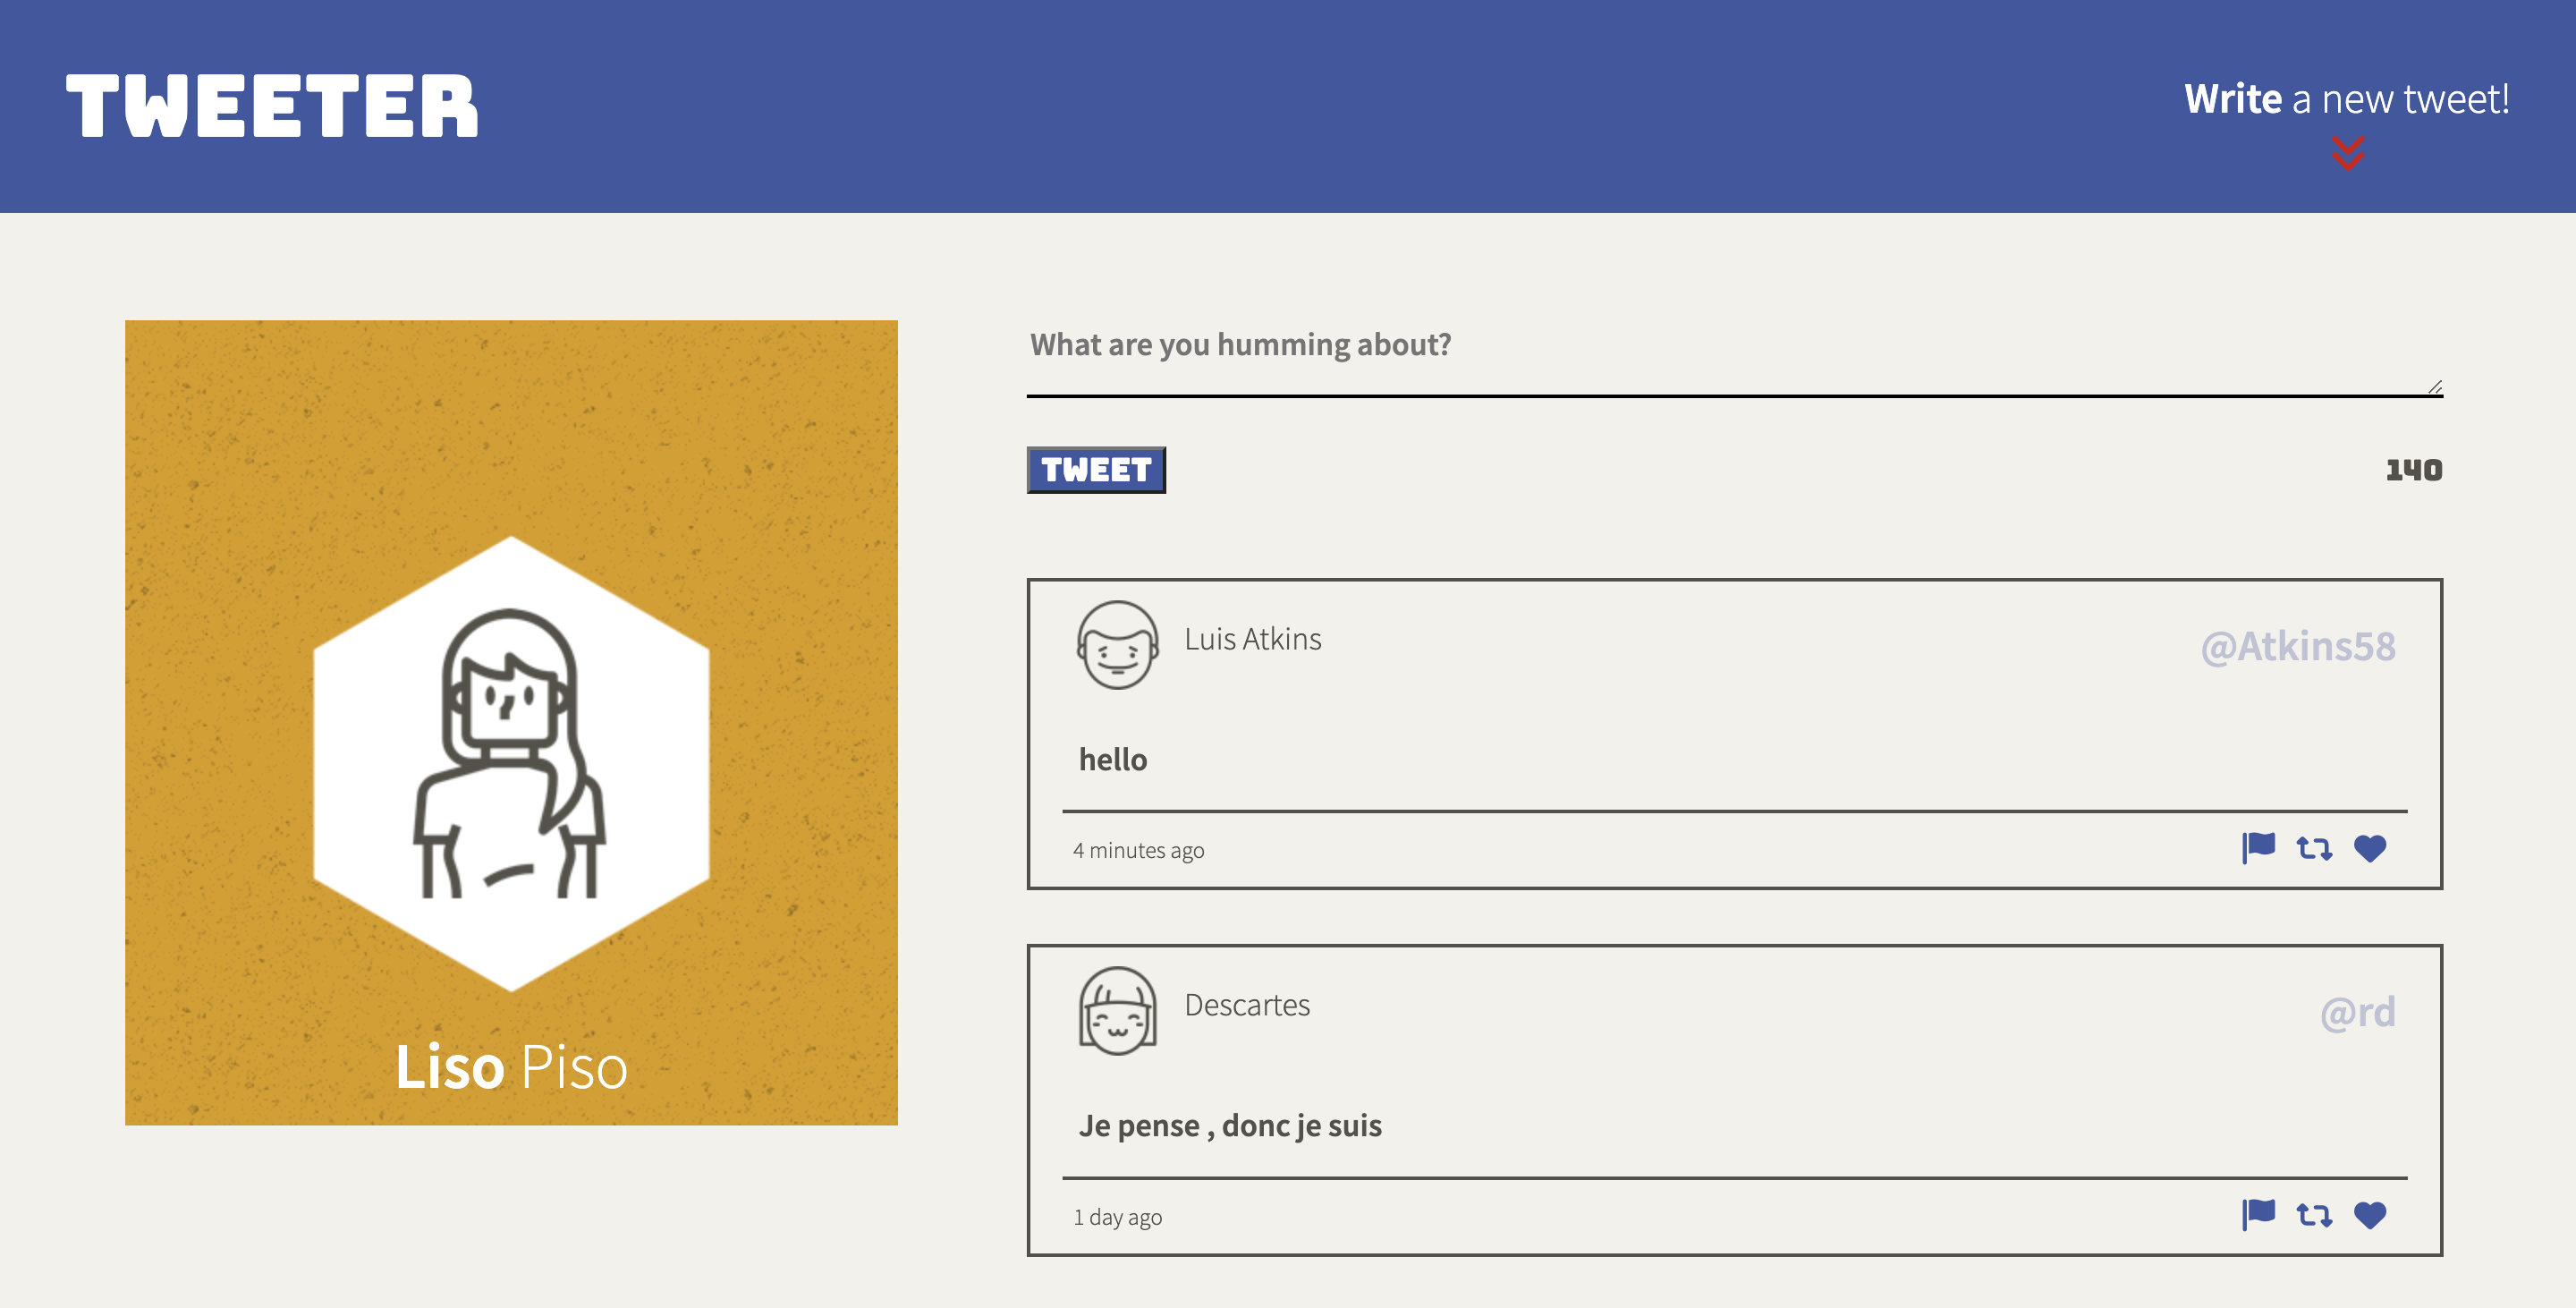 TWEETER
Write a new tweet!
Liso Piso
What are you humming about?
TWEET
140
Luis Atkins
@Atkins58
hello
4 minutes ago
Descartes
@rd
Je pense , donc je suis
1 day ago